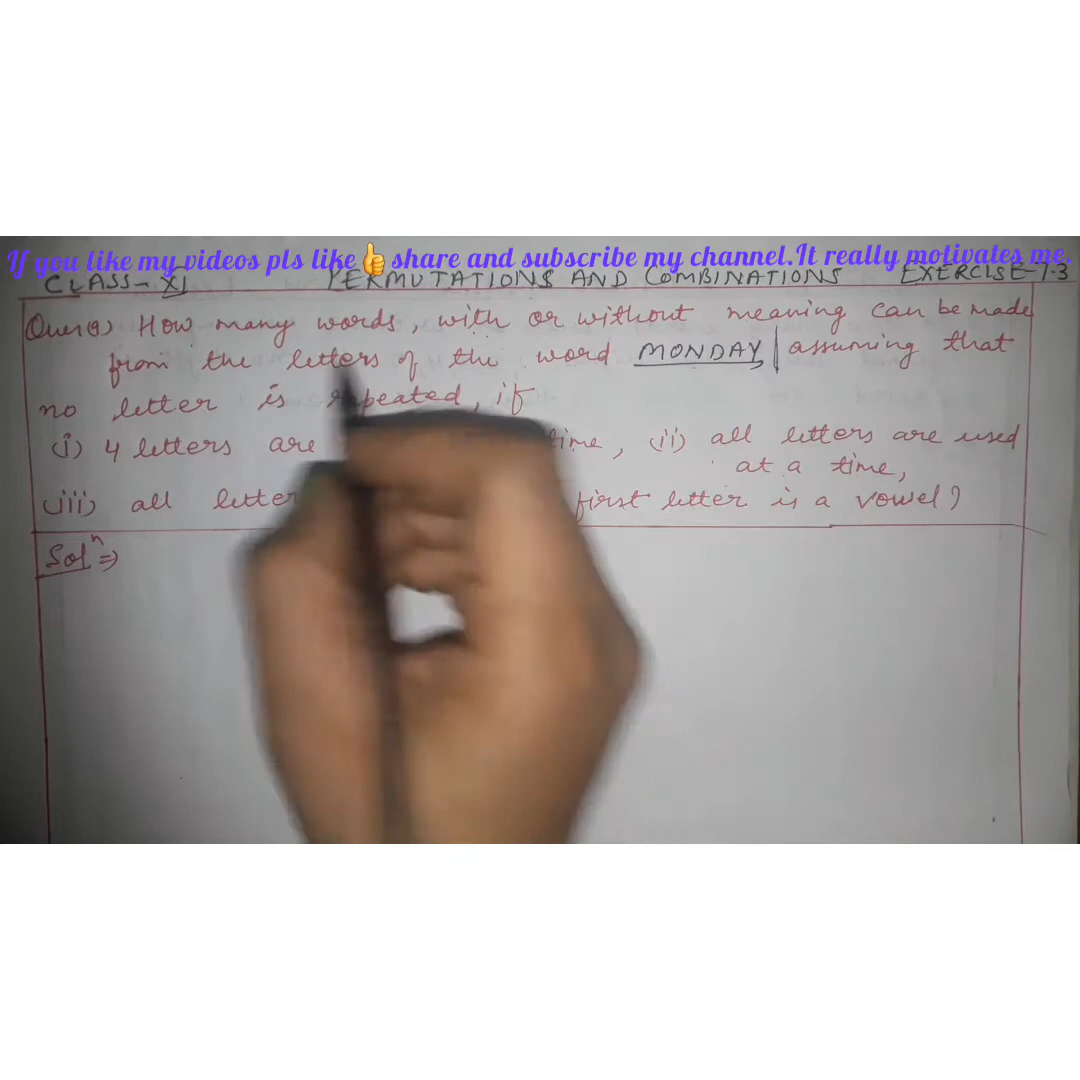 If you like my videos pls like👍 share and subscribe my channel.It really motivates me.
CLASS-XI PERMUTATIONS AND COMBINATIONS EXERCISE-7.3
How many words, with or without meaning can be made
from the letters of the word MONDAY, assuming that
no letter is repeated, if
(i) 4 letters are time, (ii) all letters are used
at a time,
(iii) all letter first letter is a vowel?
Solⁿ ⇒